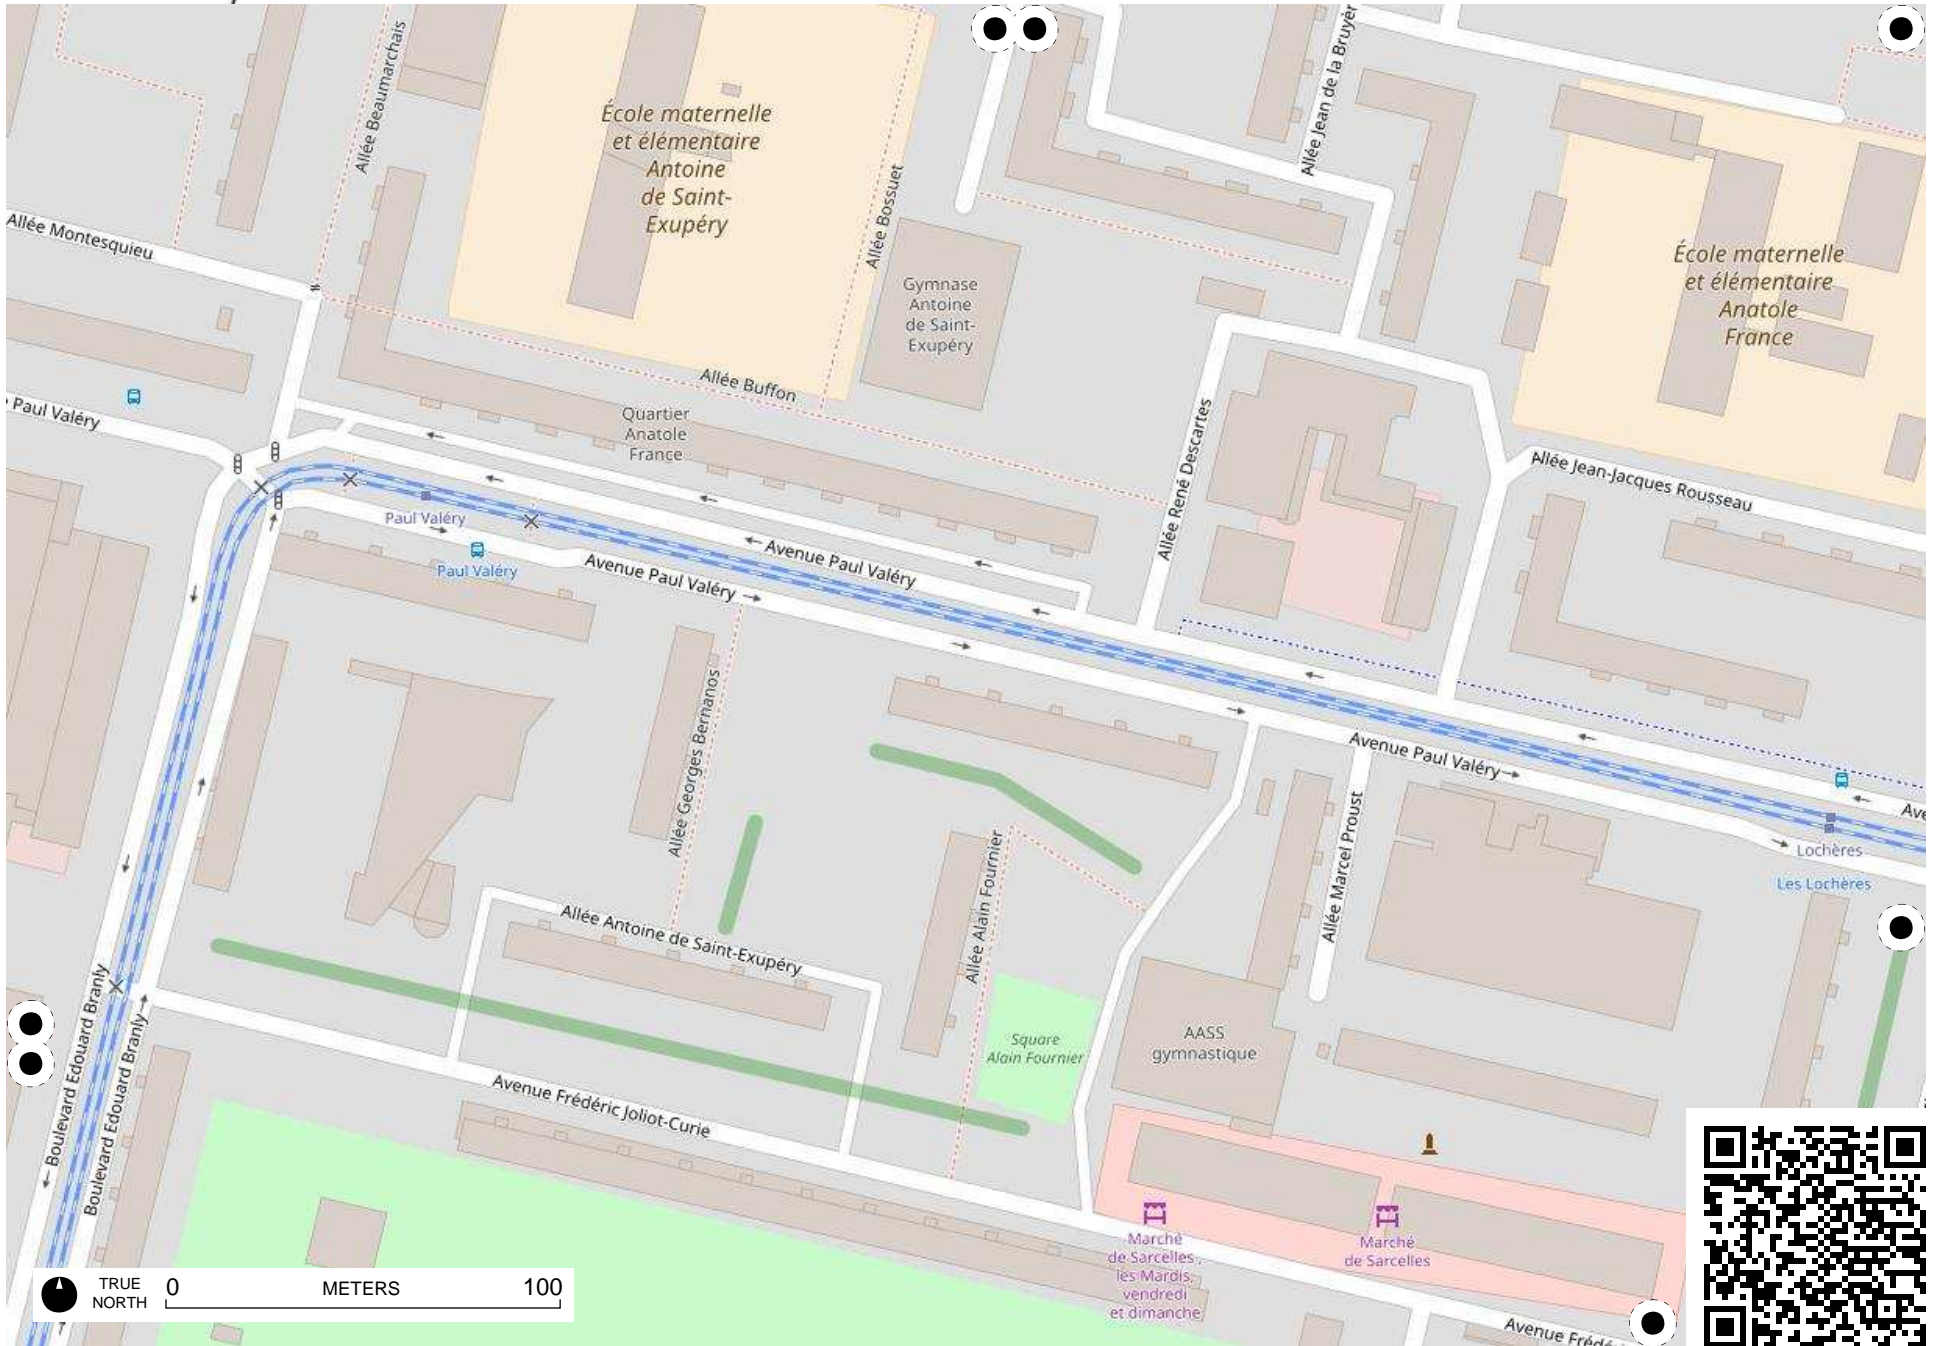 Allée Beaumarchais
École maternelle
et élémentaire
Antoine
de Saint-
Exupéry
Allée Bossuet
Allée Jean de la Bruyèr
École maternelle
et élémentaire
Anatole
France
Allée Montesquieu
Gymnase
Antoine
de Saint-
Exupéry
Allée Buffon
Quartier
Anatole
France
Paul Valéry
Allée René Descartes
Allée Jean-Jacques Rousseau
Paul Valéry
Paul Valéry
Avenue Paul Valéry
Avenue Paul Valéry
Allée Georges Bernanos
Avenue Paul Valéry
Ave
Lochères
Les Lochères
Allée Marcel Proust
Allée Alain Fournier
Allée Antoine de Saint-Exupéry
Boulevard Edouard Branly
Boulevard Edouard Branly
Square
Alain Fournier
AASS
gymnastique
Avenue Frédéric Joliot-Curie
Marché
de Sarcelles ,
les Mardis,
vendredi
et dimanche
Marché
de Sarcelles
TRUE
NORTH
0 METERS 100
Avenue Frédé